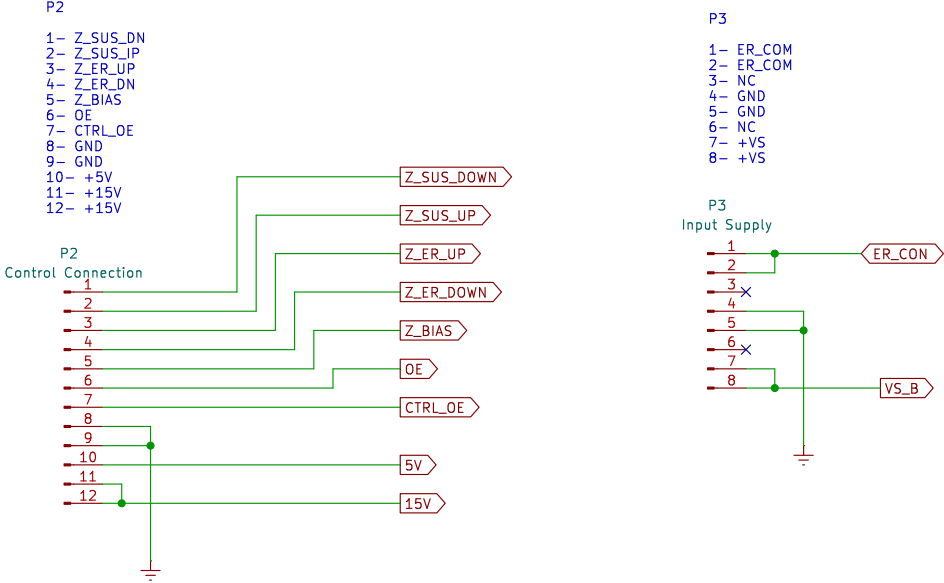 P2
1- Z_SUS_DN
2- Z_SUS_IP
3- Z_ER_UP
4- Z_ER_DN
5- Z_BIAS
6- OE
7- CTRL_OE
8- GND
9- GND
10- +5V
11- +15V
12- +15V
P2
Control Connection
1
2
3
4
5
6
7
8
9
10
11
12
Z_SUS_DOWN
Z_SUS_UP
Z_ER_UP
Z_ER_DOWN
Z_BIAS
OE
CTRL_OE
5V
15V
P3
1- ER_COM
2- ER_COM
3- NC
4- GND
5- GND
6- NC
7- +VS
8- +VS
P3
Input Supply
1
2
3
4
5
6
7
8
ER_CON
VS_B